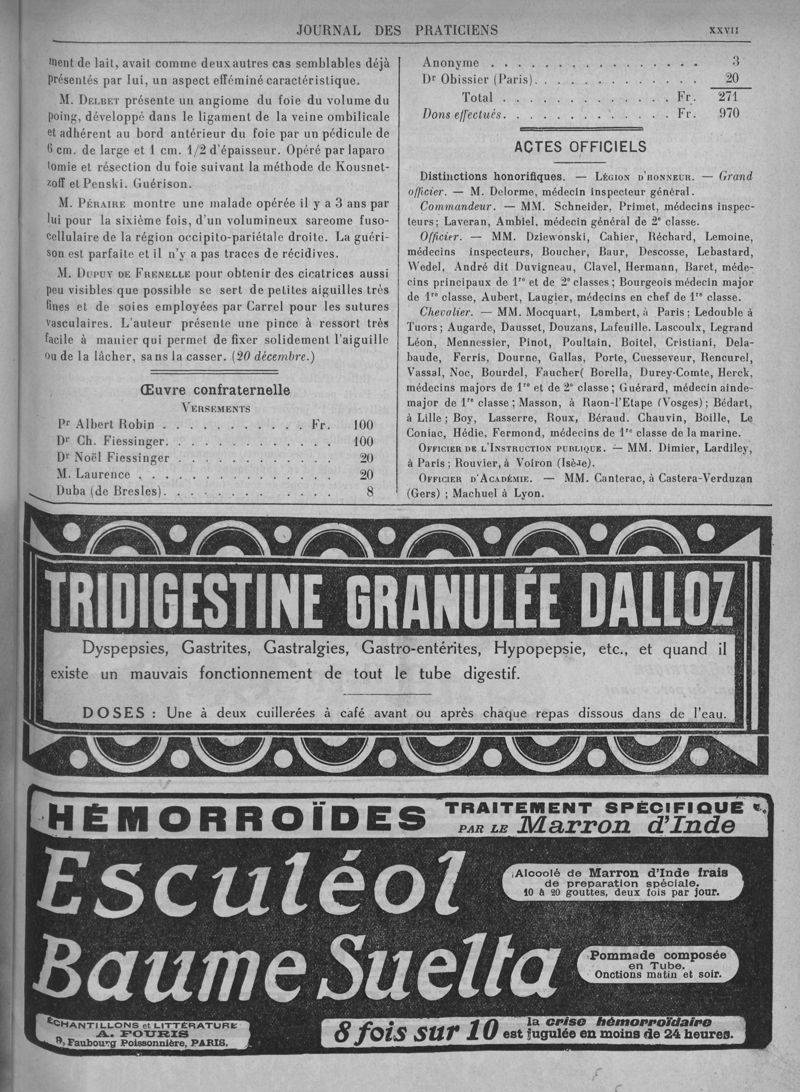 JOURNAL DES PRATICIENS
XXVII
ment de lait, avait comme deux autres cas semblables déjà
présentés par lui, un aspect efféminé caractéristique.
M. DELBET présente un angiome du foie du volume du
poing, développé dans le ligament de la veine ombilicale
et adhérent au bord antérieur du foie par un pédicule de
6 cm. de large et 1 cm. 1/2 d'épaisseur. Opéré par laparo
tomie et résection du foie suivant la méthode de Kousnet-
zoff et Penski. Guérison.
M. PÉRAIRE montre une malade opérée il y a 3 ans par
lui pour la sixième fois, d'un volumineux sareome fuso-
cellulaire de la région occipito-pariétale droite. La guéri-
son est parfaite et il n'y a pas traces de récidives.
M. DUPUY DE FRENELLE pour obtenir des cicatrices aussi
peu visibles que possible se sert de petites aiguilles très
fines et de soies employées par Carrel pour les sutures
vasculaires. L'auteur présente une pince à ressort très
facile à manier qui permet de fixer solidement l'aiguille
ou de la lâcher, sans la casser. (20 décembre.)
Œuvre confraternelle
VERSEMENTS
Pr Albert Robin . . . . . . . . . . . Fr. 100
Dr Ch. Fiessinger. . . . . . . . . . . . . 100
Dr Noël Fiessinger . . . . . . . . . . . . 20
M. Laurence . . . . . . . . . . . . . . 20
Duba (de Bresles). . . . . . . . . . . . . 8
Anonyme . . . . . . . . . . . . . . . 3
Dr Obissier (Paris). . . . . . . . . . . . 20
Total . . . . . . . . . . . . Fr. 271
Dons effectués. . . . . . . . . . . . Fr. 970
ACTES OFFICIELS
Distinctions honorifiques. — LÉGION D'HONNEUR. — Grand
officier. — M. Delorme, médecin inspecteur général.
Commandeur. — MM. Schneider, Primet, médecins inspec-
teurs; Laveran, Ambiel, médecin général de 2e classe.
Officier. — MM. Dziewonski, Cahier, Réchard, Lemoine,
médecins inspecteurs, Boucher, Baur, Descosse, Lebastard,
Wedel, André dit Duvigneau, Clavel, Hermann, Baret, méde-
cins principaux de 1re et de 2e classes; Bourgeois médecin major
de 1re classe, Aubert, Laugier, médecins en chef de 1re classe.
Chevalier. — MM. Mocquart, Lambert, à Paris; Ledouble à
Tuors; Augarde, Dausset, Douzans, Lafeuille. Lascoulx, Legrand
Léon, Mennessier, Pinot, Poultain, Boitel, Cristiani, Dela-
baude, Ferris, Dourne, Gallas, Porte, Cuesseveur, Rencurel,
Vassal, Noc, Bourdel, Faucher( Borella, Durey-Comte, Herck,
médecins majors de 1re et de 2e classe; Guérard, médecin ainde-
major de 1re classe; Masson, à Raon-l'Etape (Vosges); Bédart,
à Lille; Boy, Lasserre, Roux, Béraud. Chauvin, Boille, Le
Coniac, Hédie, Fermond, médecins de 1re classe de la marine.
OFFICIER DE L'INSTRUCTION PUBLIQUE. — MM. Dimier, Lardiley,
à Paris; Rouvier, à Voiron (Isère).
OFFICIER D'ACADÉMIE. — MM. Canterac, à Castera-Verduzan
(Gers); Machuel à Lyon.
TRIDIGESTINE GRANULÉE DALLOZ
Dyspepsies, Gastrites, Gastralgies, Gastro-entérites, Hypopepsie, etc., et quand il
existe un mauvais fonctionnement de tout le tube digestif.
DOSES : Une à deux cuillerées à café avant ou après chaque repas dissous dans de l'eau.
HÉMORROÏDES
TRAITEMENT SPÉCIFIQUE
PAR LE Marron d'Inde
Esculéol
Alcoolé de Marron d'Inde frais
de preparation spéciale.
10 à 20 gouttes, deux fois par jour.
Baume Suelta
Pommade composée
en Tube.
Onctions matin et soir.
ÉCHANTILLONS et LITTÉRATURE
A. FOURIS
9, Faubourg Poissonnière, PARIS.
8 fois sur 10
la crise hémorroïdaire
est jugulée en moins de 24 heures.